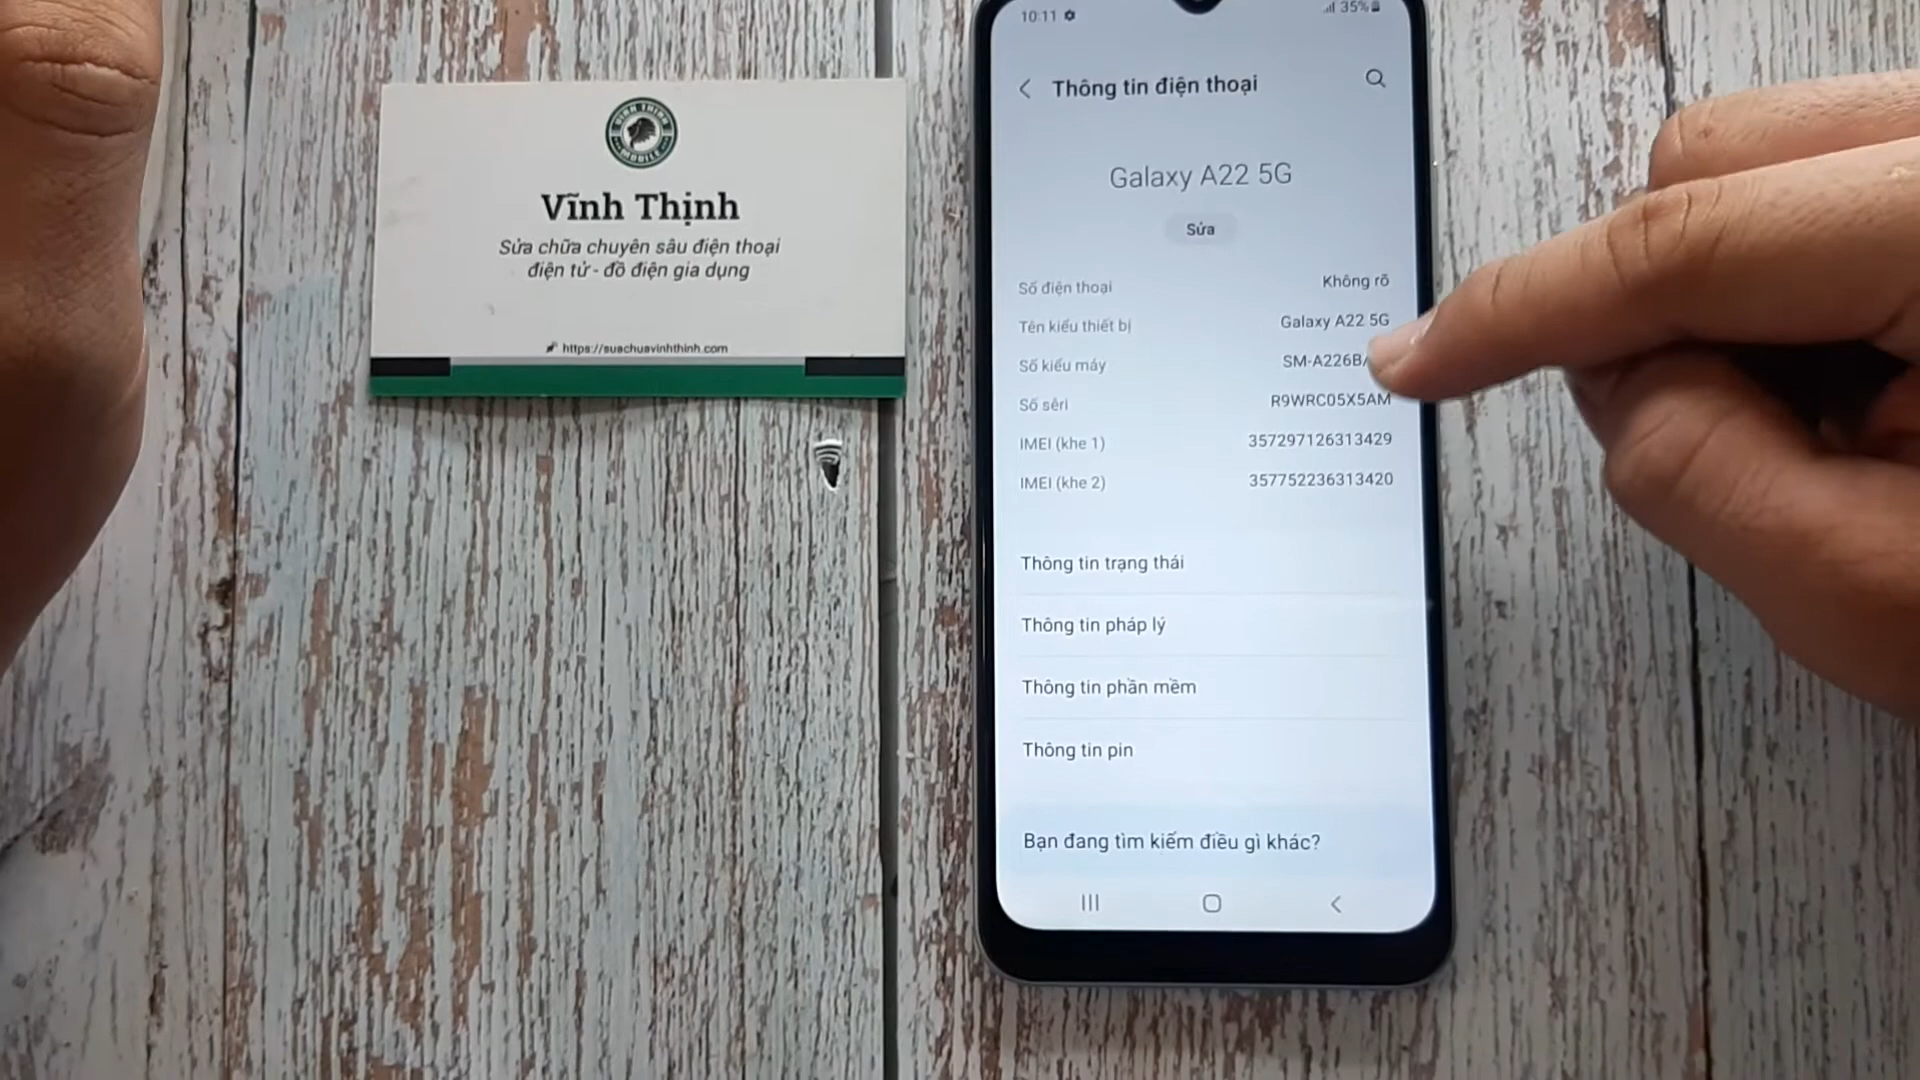 VĨNH THỊNH
MOBILE
Vĩnh Thịnh
Sửa chữa chuyên sâu điện thoại
điện tử - đồ điện gia dụng
https://suachuavinhthinh.com
10:11
35%
Thông tin điện thoại
Galaxy A22 5G
Sửa
Số điện thoại Không rõ
Tên kiểu thiết bị Galaxy A22 5G
Số kiểu máy SM-A226B/
Số sêri R9WRC05X5AM
IMEI (khe 1) 357297126313429
IMEI (khe 2) 357752236313420
Thông tin trạng thái
Thông tin pháp lý
Thông tin phần mềm
Thông tin pin
Bạn đang tìm kiếm điều gì khác?